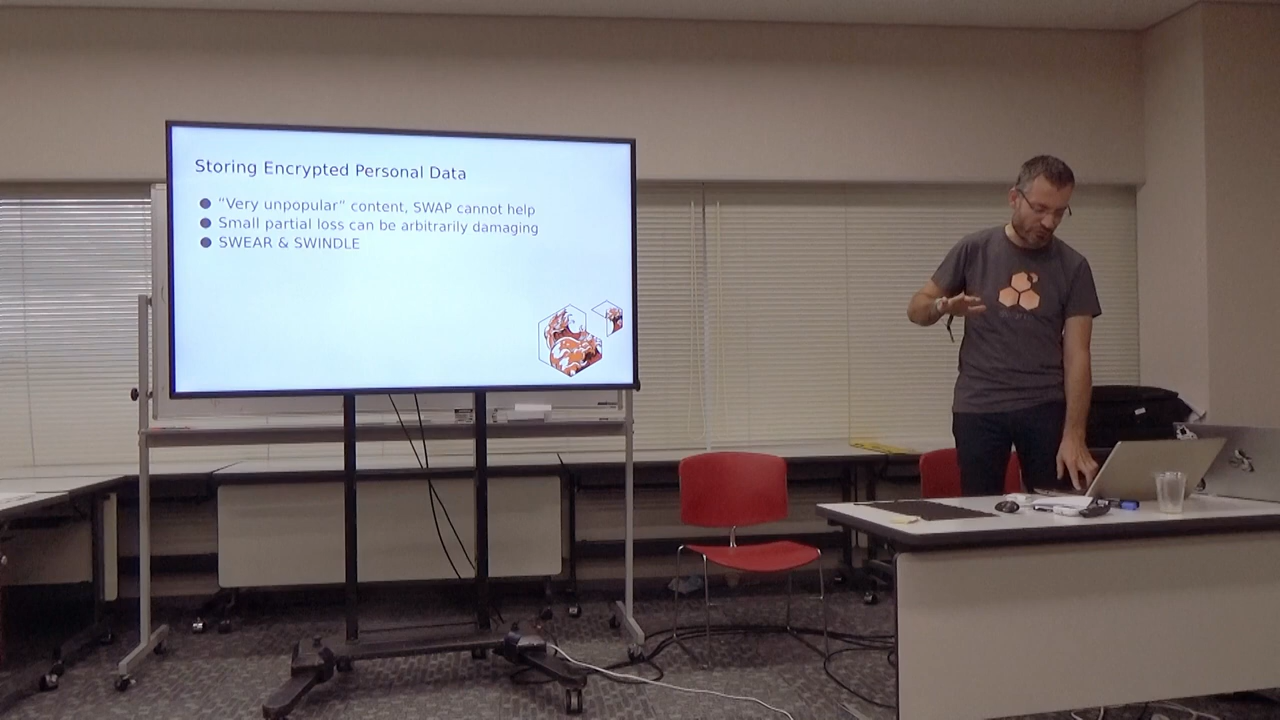 Storing Encrypted Personal Data
● “Very unpopular” content, SWAP cannot help
● Small partial loss can be arbitrarily damaging
● SWEAR & SWINDLE